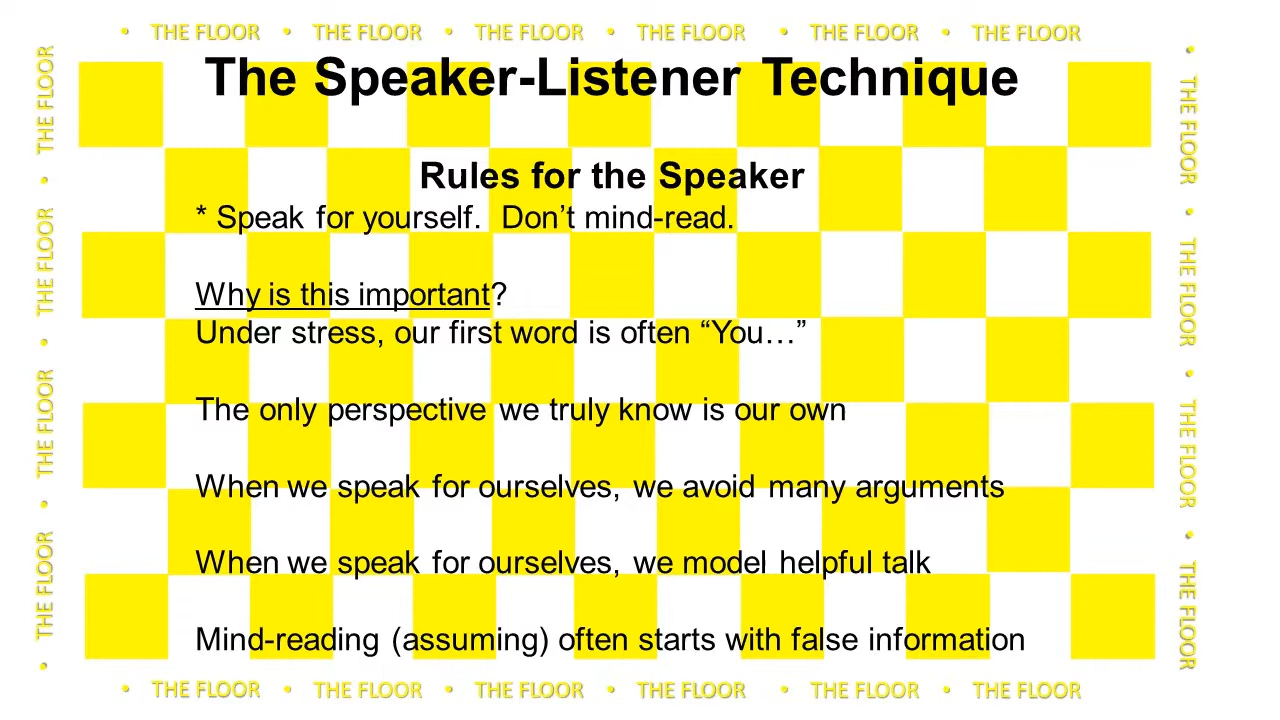 • THE FLOOR • THE FLOOR • THE FLOOR • THE FLOOR • THE FLOOR • THE FLOOR
The Speaker-Listener Technique
Rules for the Speaker
* Speak for yourself.  Don’t mind-read.
Why is this important?
Under stress, our first word is often “You…”
The only perspective we truly know is our own
When we speak for ourselves, we avoid many arguments
When we speak for ourselves, we model helpful talk
Mind-reading (assuming) often starts with false information
• THE FLOOR • THE FLOOR • THE FLOOR • THE FLOOR
• THE FLOOR • THE FLOOR • THE FLOOR • THE FLOOR
• THE FLOOR • THE FLOOR • THE FLOOR • THE FLOOR • THE FLOOR • THE FLOOR